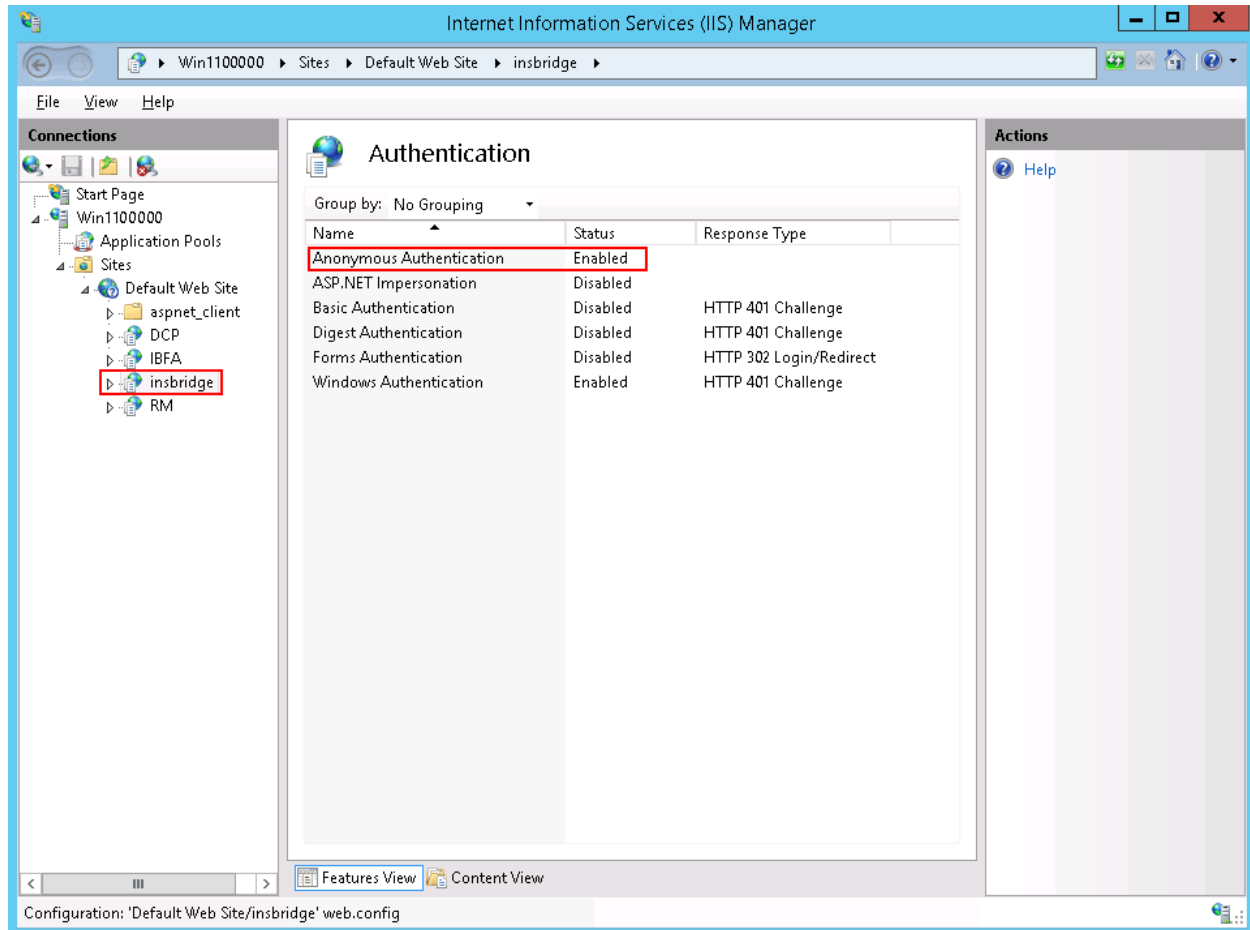 Internet Information Services (IIS) Manager
Win1100000 Sites Default Web Site insbridge
File View Help
Connections
Start Page
Win1100000
Application Pools
Sites
Default Web Site
aspnet_client
DCP
IBFA
insbridge
RM
Authentication
Group by: No Grouping
Name Status Response Type
Anonymous Authentication Enabled
ASP.NET Impersonation Disabled
Basic Authentication Disabled HTTP 401 Challenge
Digest Authentication Disabled HTTP 401 Challenge
Forms Authentication Disabled HTTP 302 Login/Redirect
Windows Authentication Enabled HTTP 401 Challenge
Features View Content View
Actions
Help
Configuration: 'Default Web Site/insbridge' web.config